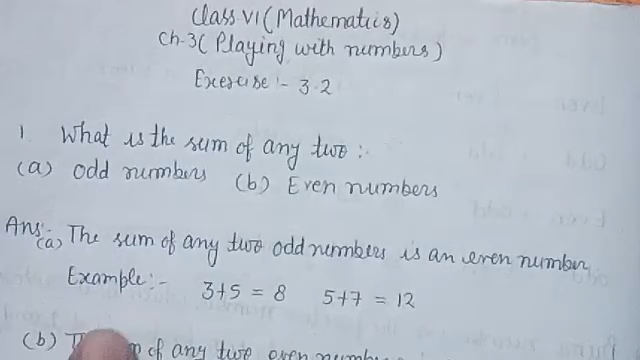 Class VI (Mathematics)
Ch-3 (Playing with numbers)
Exercise :- 3.2
1. What is the sum of any two :-
(a) odd numbers (b) Even numbers
Ans:- (a) The sum of any two odd numbers is an even number
Example:- 3+5 = 8 5+7 = 12
(b) of any two even numbers